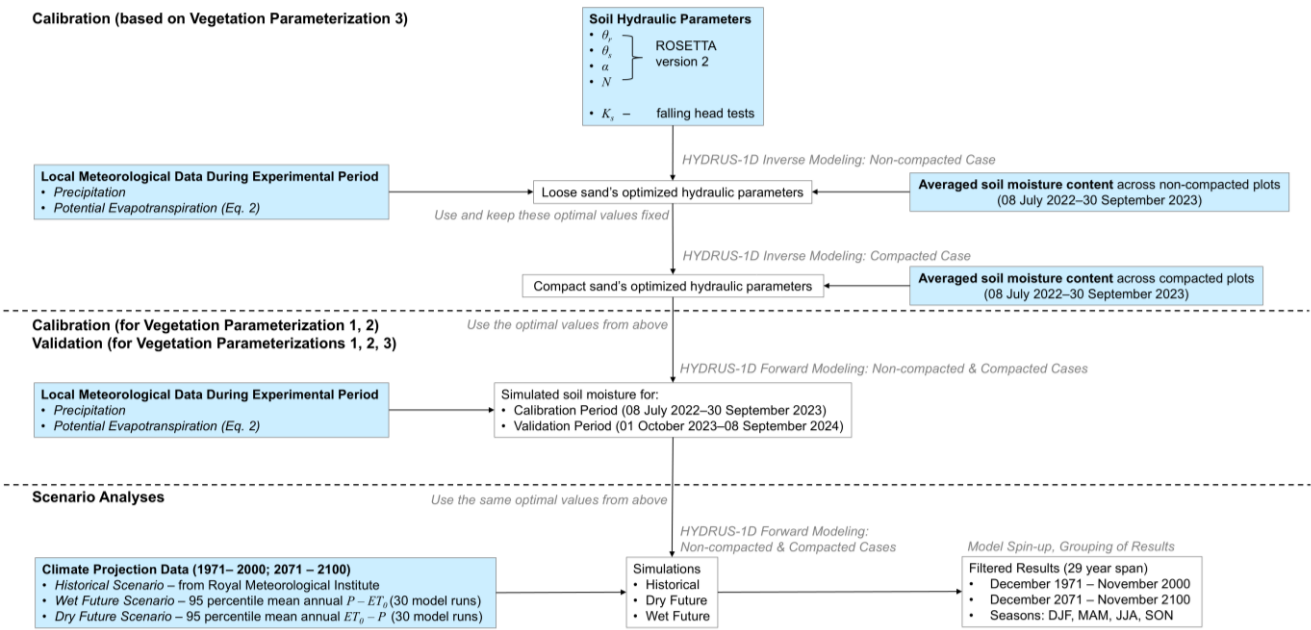 Calibration (based on Vegetation Parameterization 3)
Soil Hydraulic Parameters
• θr
• θs
• α
• N
ROSETTA
version 2
• Ks – falling head tests
HYDRUS-1D Inverse Modeling: Non-compacted Case
Local Meteorological Data During Experimental Period
• Precipitation
• Potential Evapotranspiration (Eq. 2)
Loose sand's optimized hydraulic parameters
Averaged soil moisture content across non-compacted plots
(08 July 2022–30 September 2023)
Use and keep these optimal values fixed
HYDRUS-1D Inverse Modeling: Compacted Case
Compact sand's optimized hydraulic parameters
Averaged soil moisture content across compacted plots
(08 July 2022–30 September 2023)
Calibration (for Vegetation Parameterization 1, 2)
Validation (for Vegetation Parameterizations 1, 2, 3)
Use the optimal values from above
HYDRUS-1D Forward Modeling: Non-compacted & Compacted Cases
Local Meteorological Data During Experimental Period
• Precipitation
• Potential Evapotranspiration (Eq. 2)
Simulated soil moisture for:
• Calibration Period (08 July 2022–30 September 2023)
• Validation Period (01 October 2023–08 September 2024)
Scenario Analyses
Use the same optimal values from above
HYDRUS-1D Forward Modeling:
Non-compacted & Compacted Cases
Model Spin-up, Grouping of Results
Climate Projection Data (1971– 2000; 2071 – 2100)
• Historical Scenario – from Royal Meteorological Institute
• Wet Future Scenario – 95 percentile mean annual P – ET0 (30 model runs)
• Dry Future Scenario – 95 percentile mean annual ET0 – P (30 model runs)
Simulations
• Historical
• Dry Future
• Wet Future
Filtered Results (29 year span)
• December 1971 – November 2000
• December 2071 – November 2100
• Seasons: DJF, MAM, JJA, SON